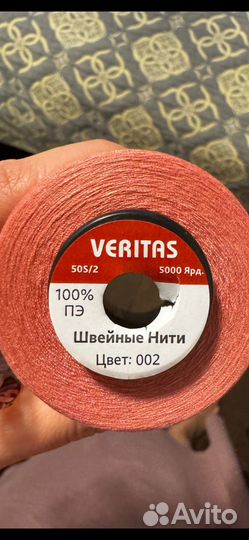 VERITAS
50S/2 5000 Ярд.
100%
ПЭ
Швейные Нити
Цвет: 002
Avito